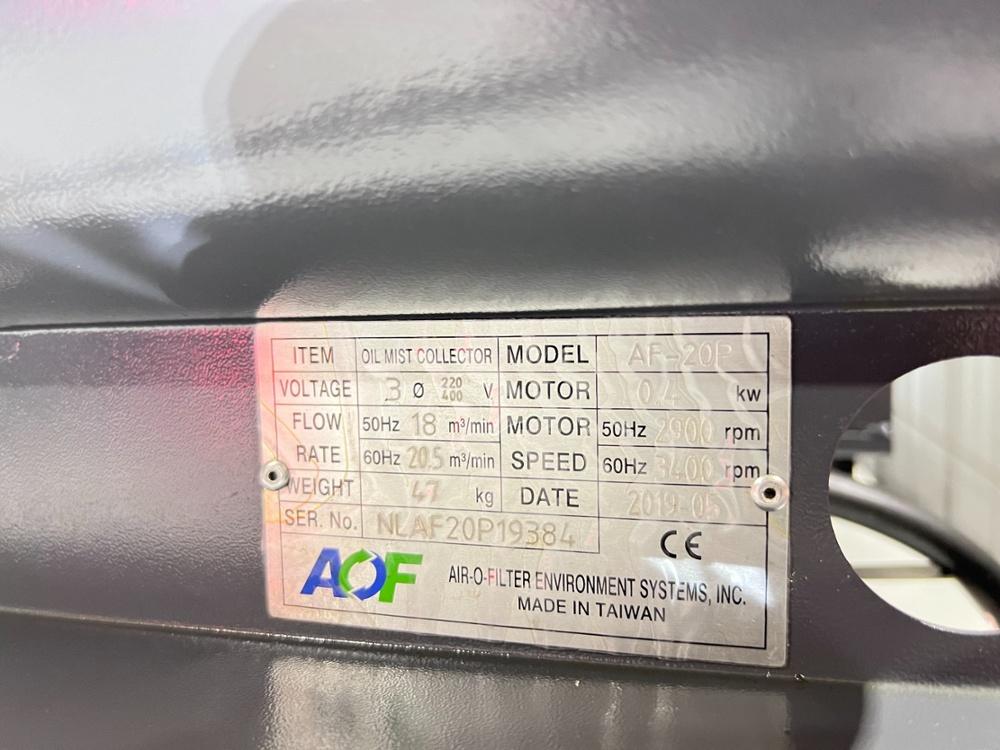 ITEM OIL MIST COLLECTOR MODEL AF-20P
VOLTAGE 3 Ø 220 400 V MOTOR 0.4 kw
FLOW RATE 50Hz 18 m³/min MOTOR SPEED 50Hz 2900 rpm
60Hz 20.5 m³/min 60Hz 3400 rpm
WEIGHT 47 kg DATE 2019-05
SER. No. NLAF20P19384
CE
AOF AIR-O-FILTER ENVIRONMENT SYSTEMS, INC.
MADE IN TAIWAN